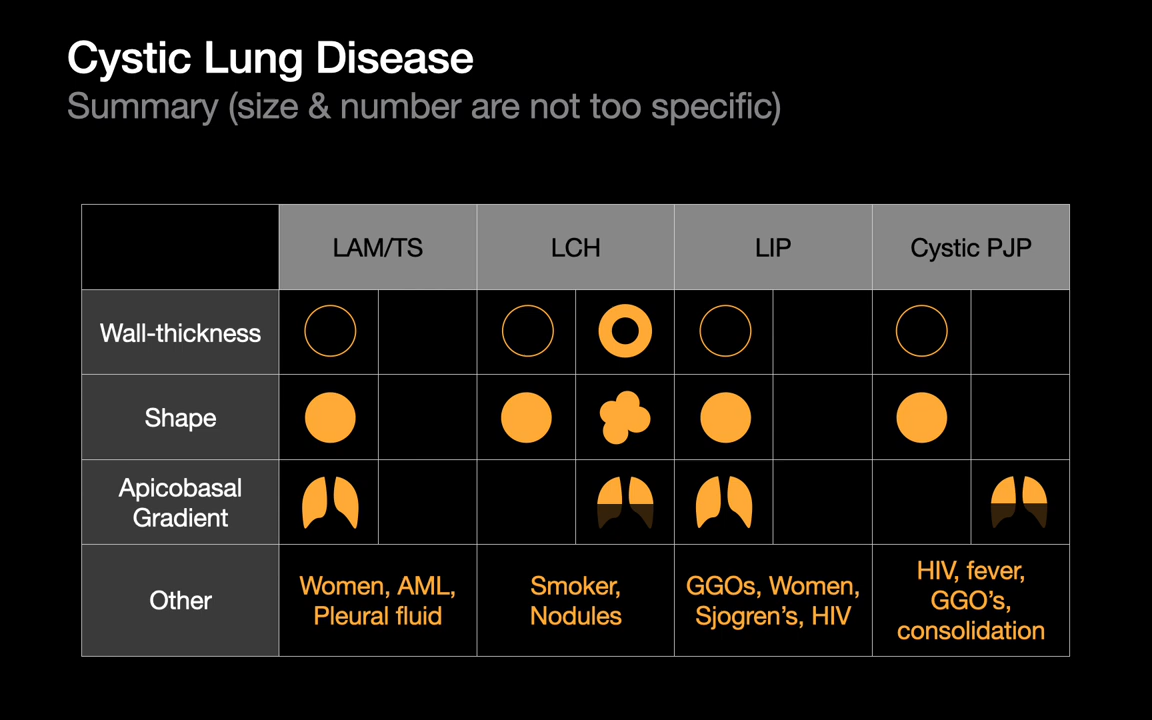 Cystic Lung Disease
Summary (size & number are not too specific)
LAM/TS
LCH
LIP
Cystic PJP
Wall-thickness
Shape
Apicobasal
Gradient
Other
Women, AML,
Pleural fluid
Smoker,
Nodules
GGOs, Women,
Sjogren’s, HIV
HIV, fever,
GGO’s,
consolidation